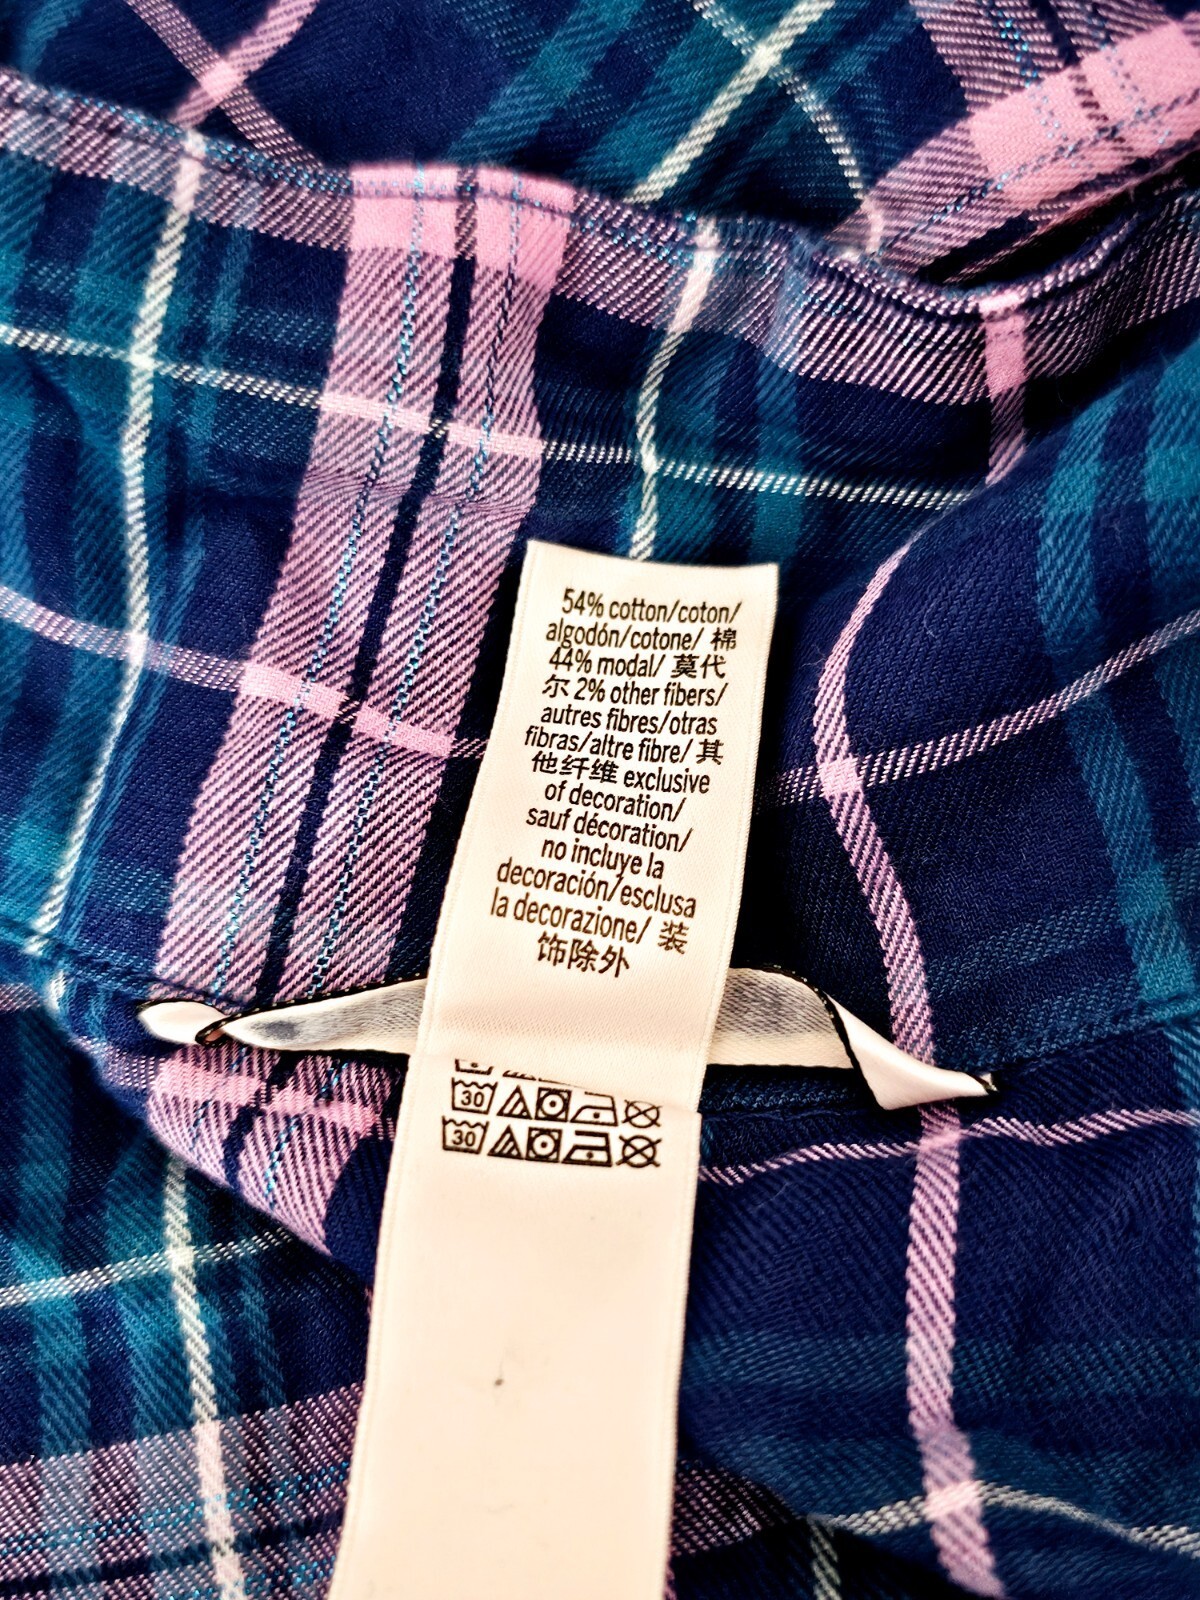 54% cotton/coton/
algodón/cotone/ 棉
44% modal/ 莫代
尔 2% other fibers/
autres fibres/otras
fibras/altre fibre/ 其
他纤维 exclusive
of decoration/
sauf décoration/
no incluye la
decoración/esclusa
la decorazione/ 装
饰除外
30
30